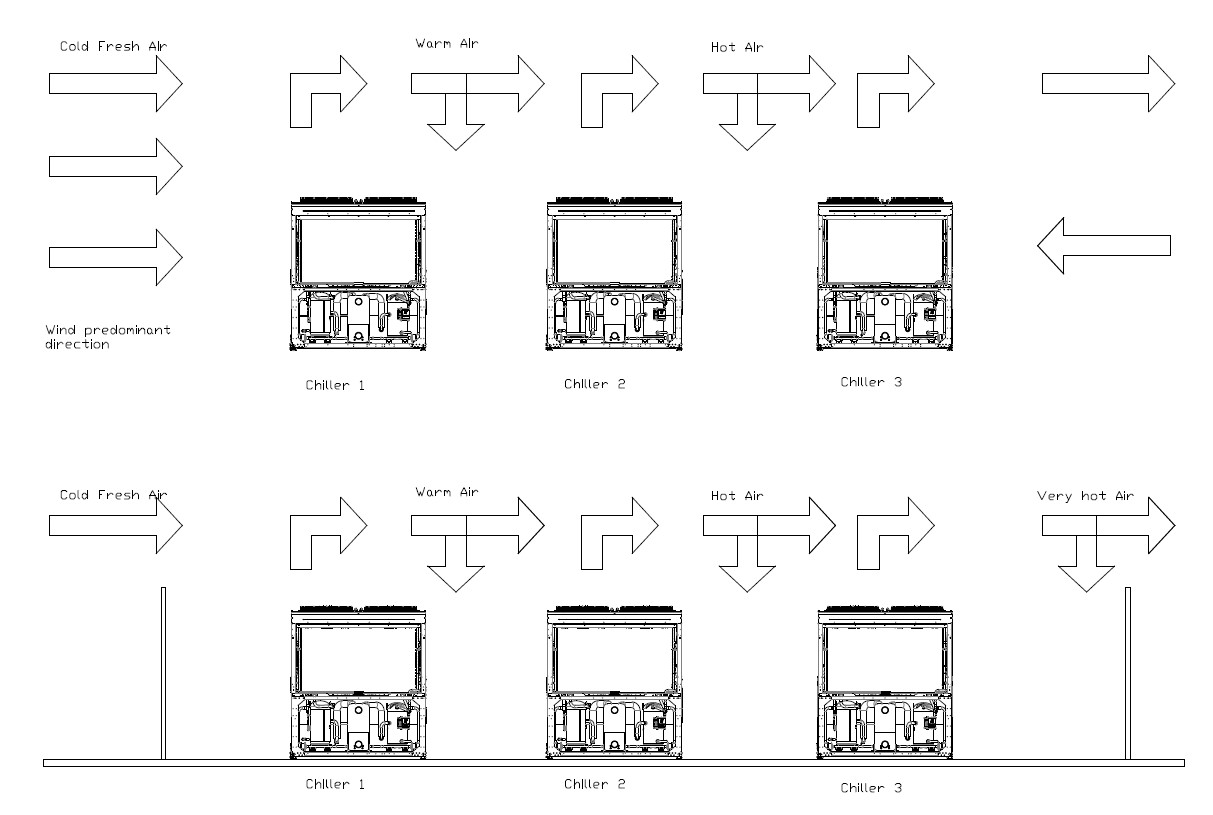 Cold Fresh Air
Warm Air
Hot Air
Wind predominant
direction
Chiller 1
Chiller 2
Chiller 3
Cold Fresh Air
Warm Air
Hot Air
Very hot Air
Chiller 1
Chiller 2
Chiller 3